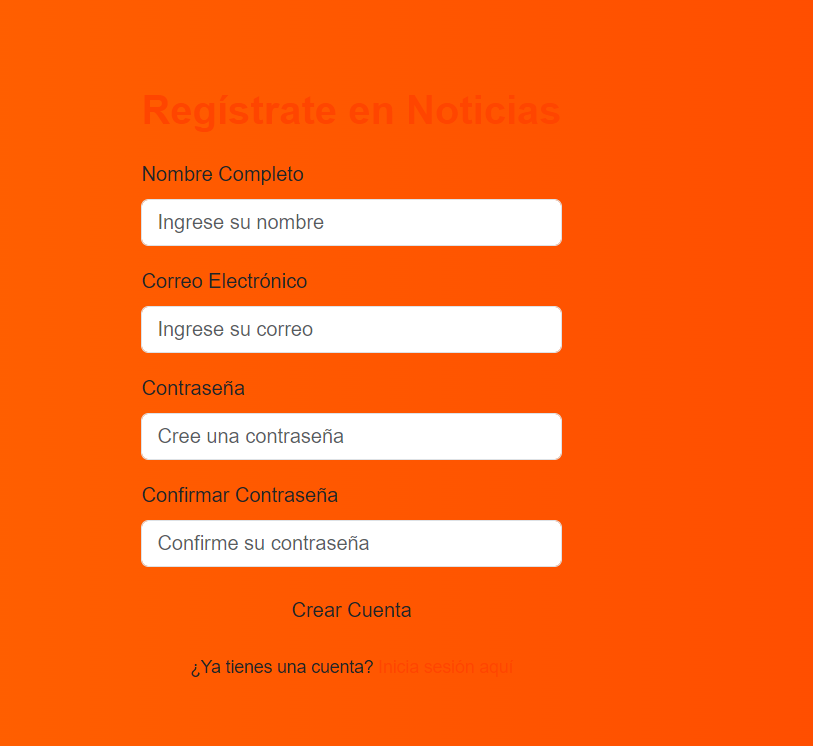 Regístrate en Noticias
Nombre Completo
Ingrese su nombre
Correo Electrónico
Ingrese su correo
Contraseña
Cree una contraseña
Confirmar Contraseña
Confirme su contraseña
Crear Cuenta
¿Ya tienes una cuenta? Inicia sesión aquí